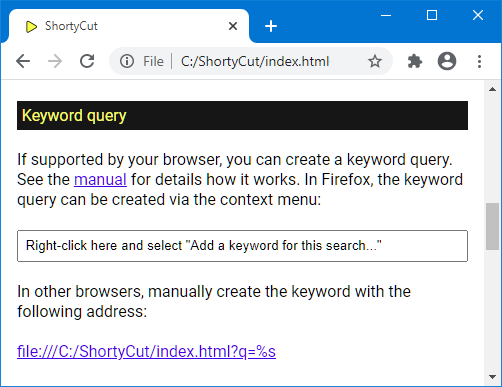 ShortyCut
File | C:/ShortyCut/index.html
Keyword query
If supported by your browser, you can create a keyword query.
See the manual for details how it works. In Firefox, the keyword
query can be created via the context menu:
Right-click here and select "Add a keyword for this search..."
In other browsers, manually create the keyword with the
following address:
file:///C:/ShortyCut/index.html?q=%s